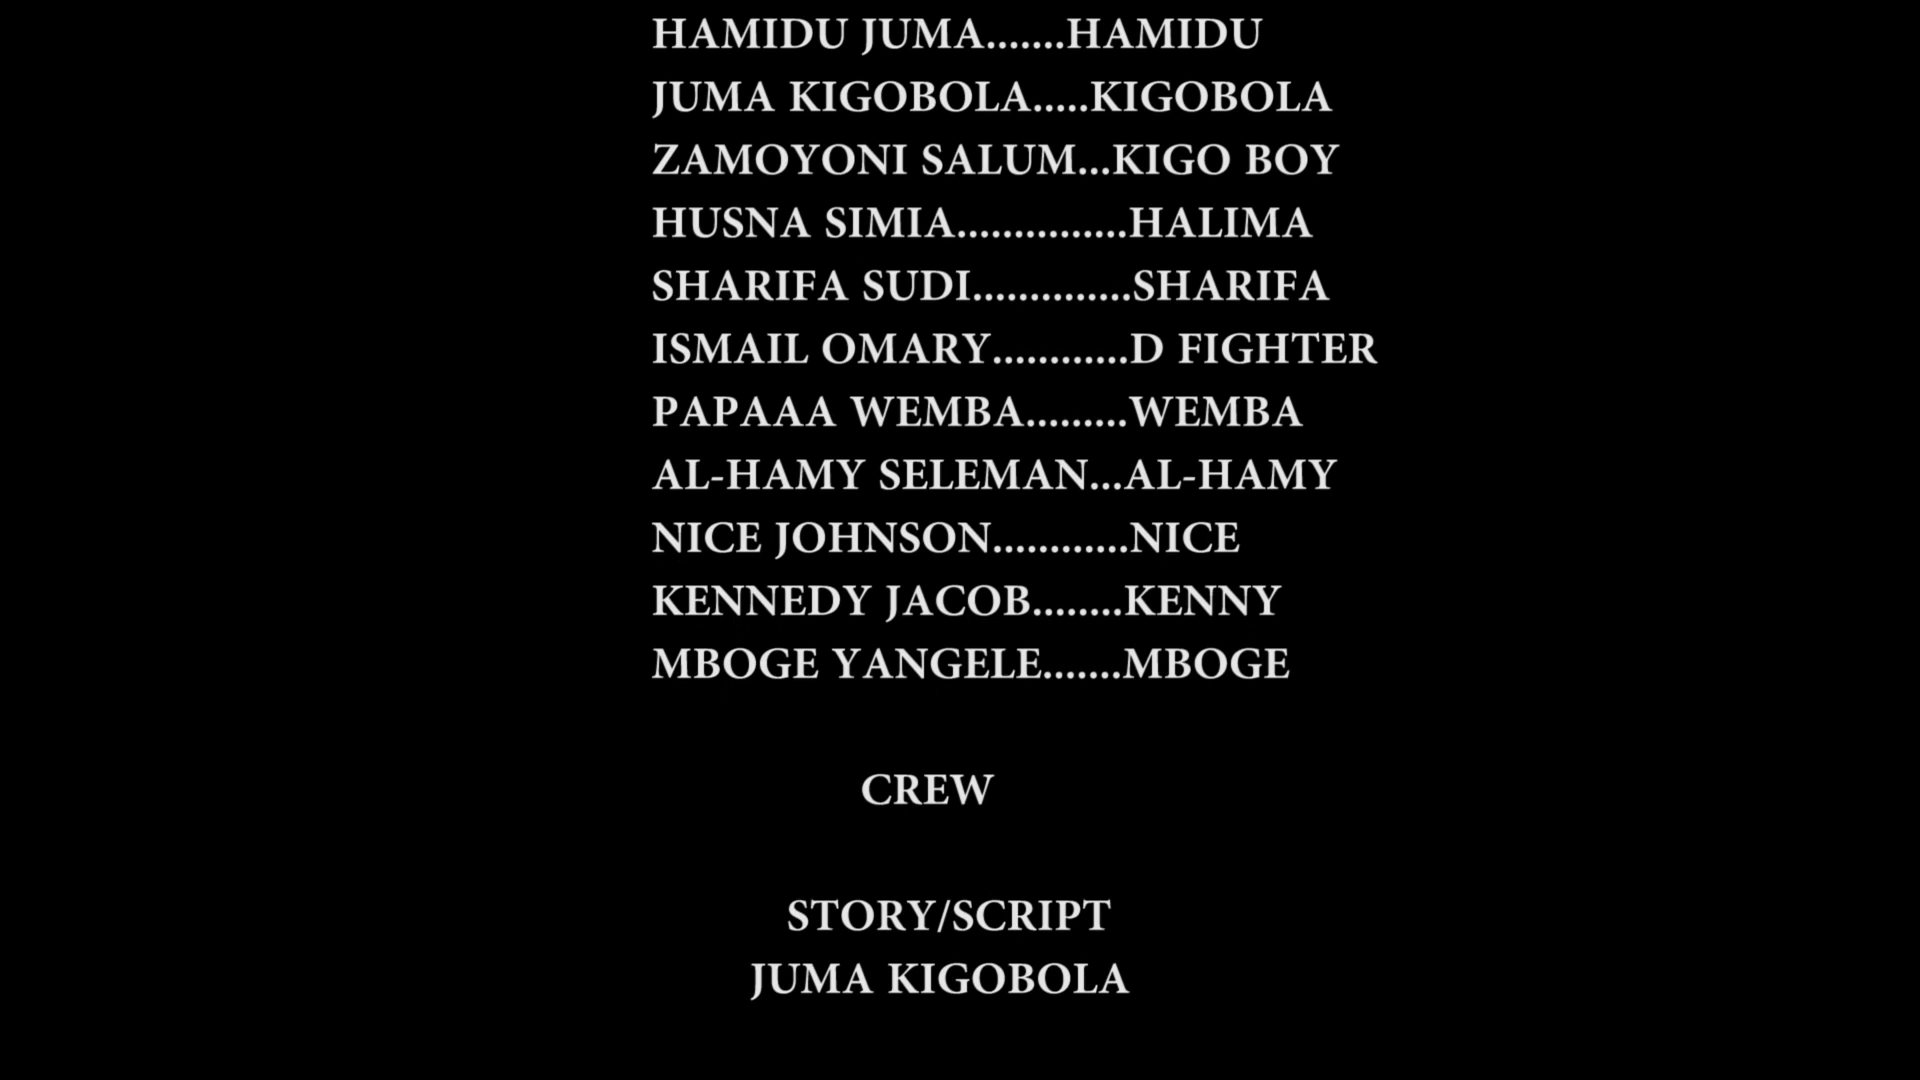 HAMIDU JUMA.......HAMIDU
JUMA KIGOBOLA.....KIGOBOLA
ZAMOYONI SALUM...KIGO BOY
HUSNA SIMIA...............HALIMA
SHARIFA SUDI..............SHARIFA
ISMAIL OMARY............D FIGHTER
PAPAAA WEMBA.........WEMBA
AL-HAMY SELEMAN...AL-HAMY
NICE JOHNSON............NICE
KENNEDY JACOB........KENNY
MBOGE YANGELE.......MBOGE
CREW
STORY/SCRIPT
JUMA KIGOBOLA